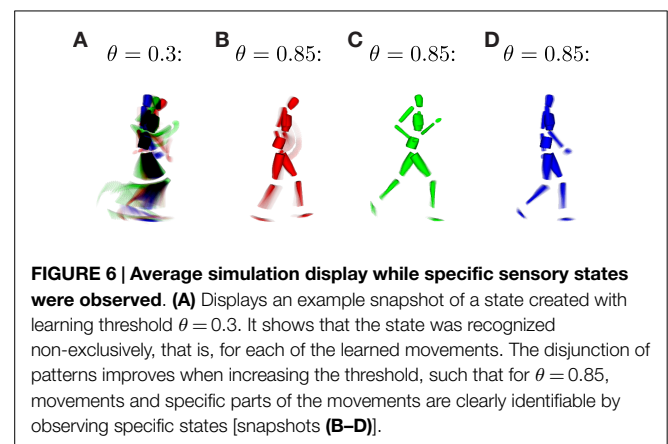 A θ = 0.3: B θ = 0.85: C θ = 0.85: D θ = 0.85:
FIGURE 6 | Average simulation display while specific sensory states
were observed. (A) Displays an example snapshot of a state created with
learning threshold θ = 0.3. It shows that the state was recognized
non-exclusively, that is, for each of the learned movements. The disjunction of
patterns improves when increasing the threshold, such that for θ = 0.85,
movements and specific parts of the movements are clearly identifiable by
observing specific states [snapshots (B–D)].